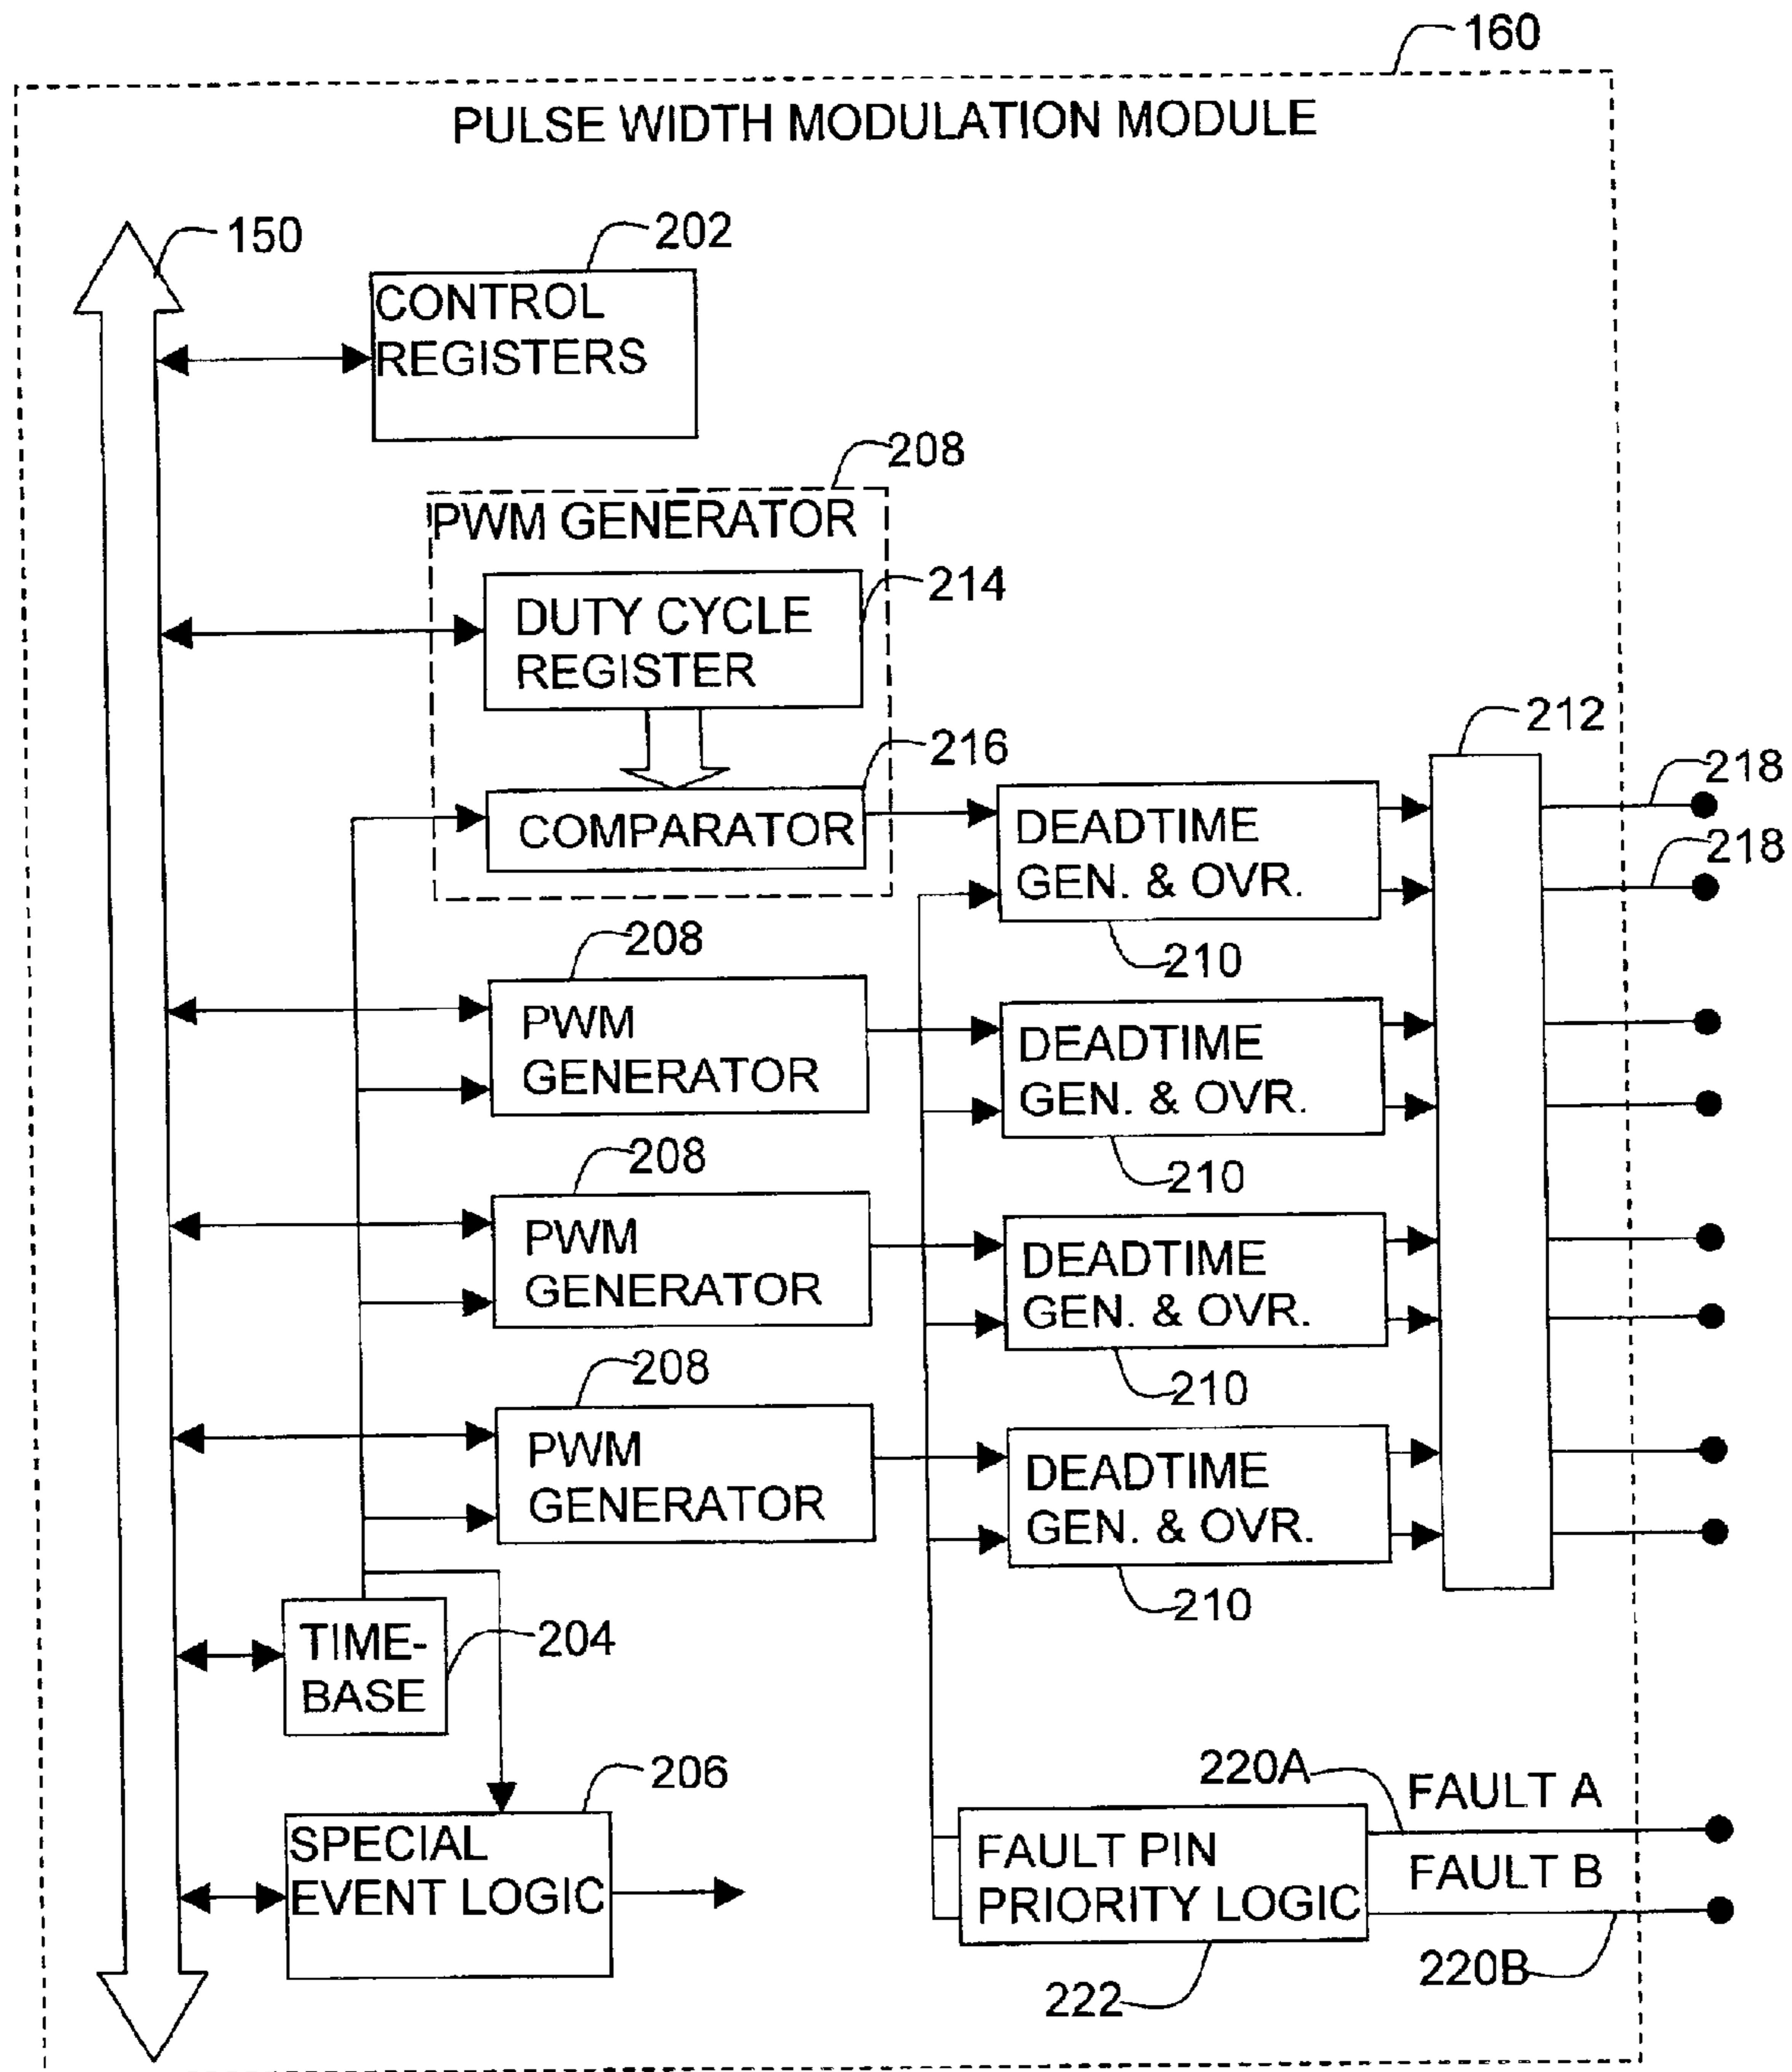 160
PULSE WIDTH MODULATION MODULE
150
202
CONTROL
REGISTERS
208
PWM GENERATOR
214
DUTY CYCLE
REGISTER
216
COMPARATOR
212
218
218
DEADTIME
GEN. & OVR.
210
208
PWM
GENERATOR
DEADTIME
GEN. & OVR.
210
208
PWM
GENERATOR
DEADTIME
GEN. & OVR.
210
208
PWM
GENERATOR
DEADTIME
GEN. & OVR.
210
TIME-
BASE
204
206
SPECIAL
EVENT LOGIC
220A
FAULT A
FAULT PIN
PRIORITY LOGIC
FAULT B
220B
222